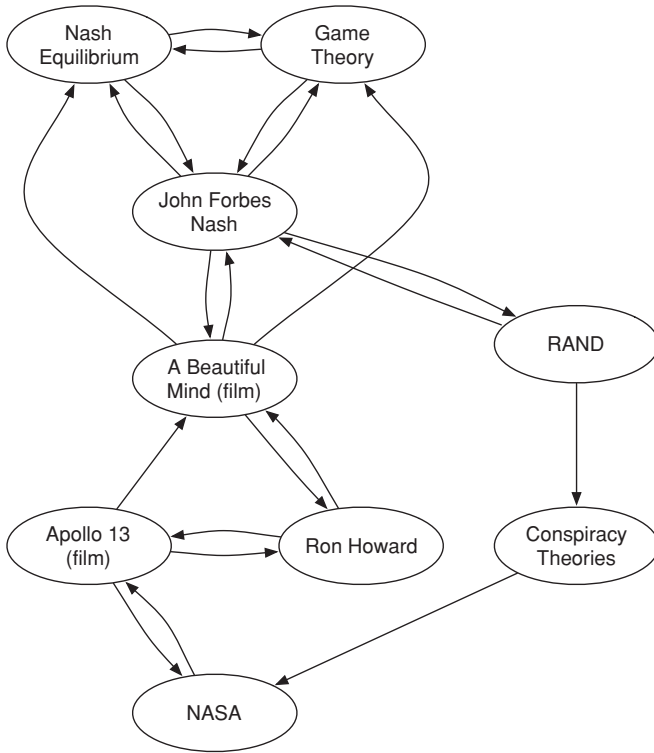 Nash
Equilibrium
Game
Theory
John Forbes
Nash
RAND
A Beautiful
Mind (film)
Apollo 13
(film)
Ron Howard
Conspiracy
Theories
NASA